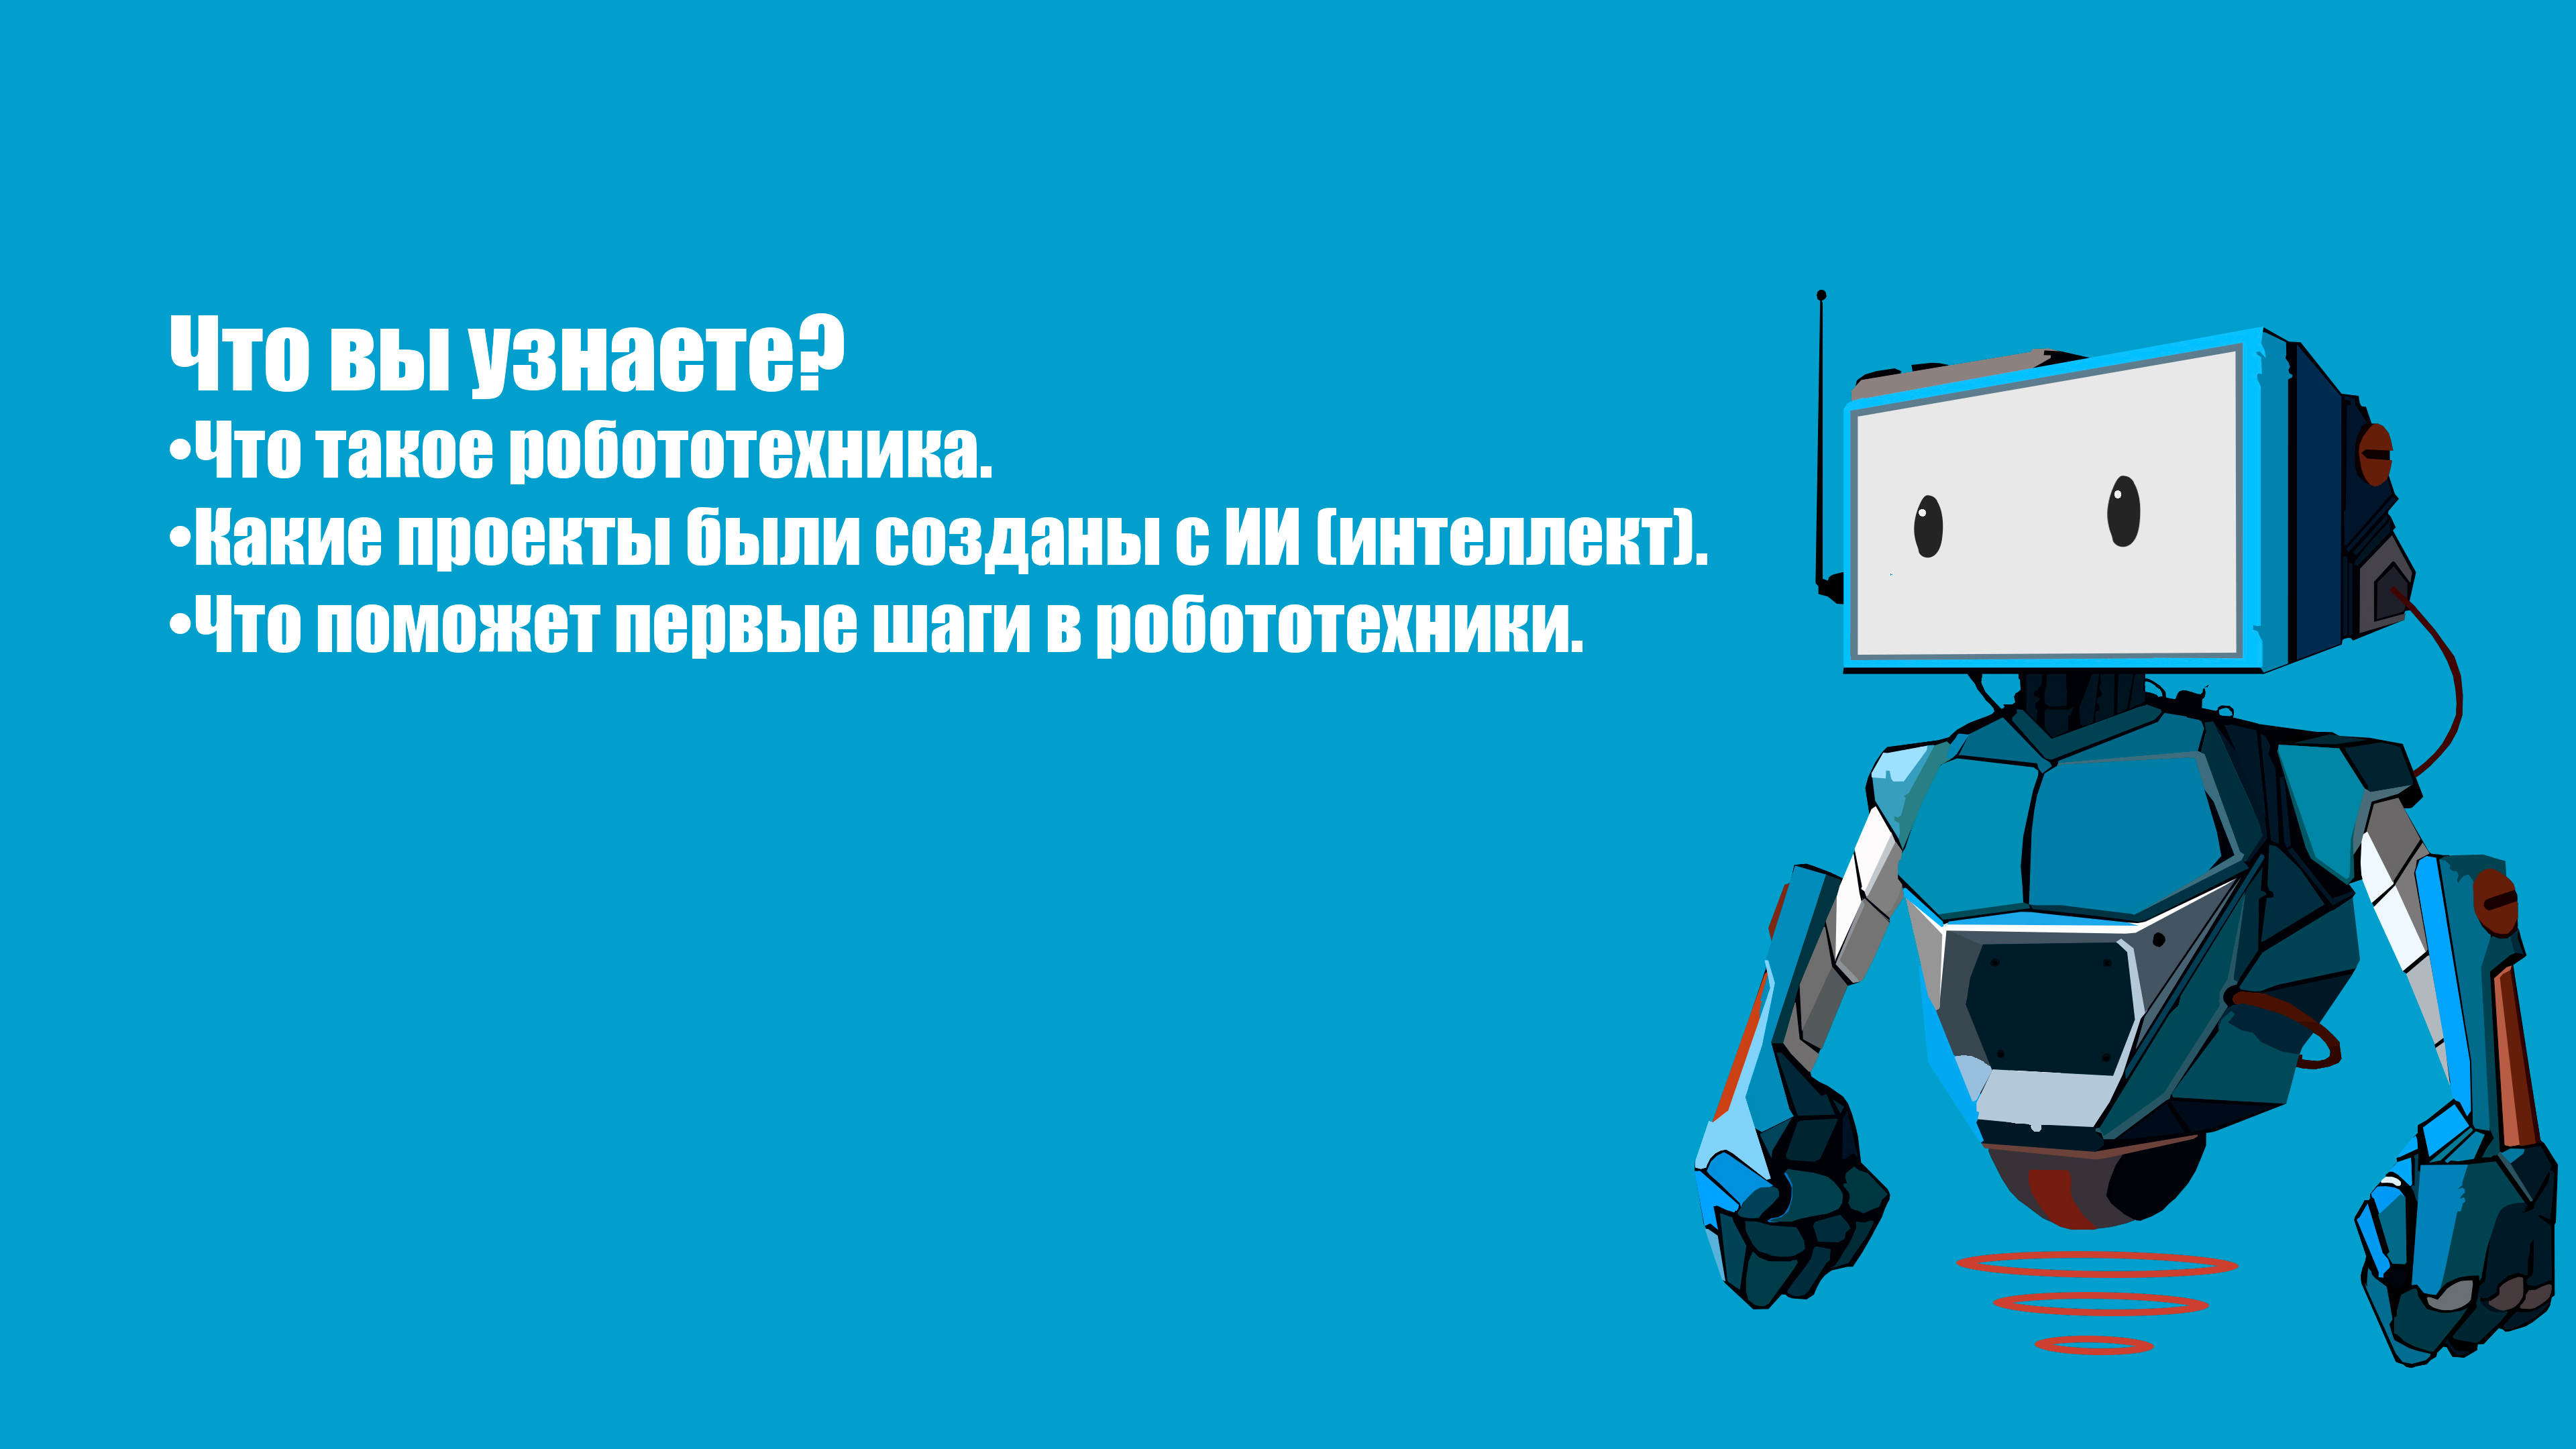 Что вы узнаете?
•Что такое робототехника.
•Какие проекты были созданы с ИИ (интеллект).
•Что поможет первые шаги в робототехники.